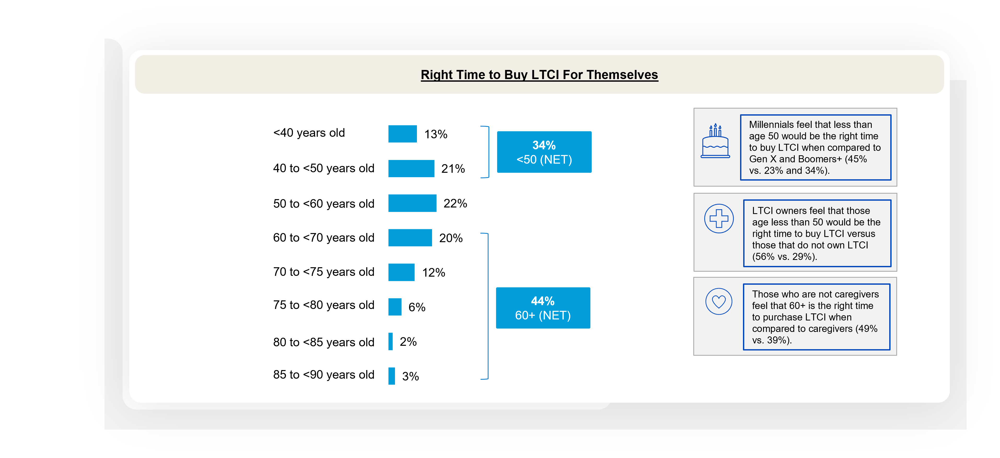 Right Time to Buy LTCI For Themselves
<40 years old 13%
40 to <50 years old 21%
34%
<50 (NET)
50 to <60 years old 22%
60 to <70 years old 20%
70 to <75 years old 12%
75 to <80 years old 6%
80 to <85 years old 2%
85 to <90 years old 3%
44%
60+ (NET)
Millennials feel that less than
age 50 would be the right time
to buy LTCI when compared to
Gen X and Boomers+ (45%
vs. 23% and 34%).
LTCI owners feel that those
age less than 50 would be the
right time to buy LTCI versus
those that do not own LTCI
(56% vs. 29%).
Those who are not caregivers
feel that 60+ is the right time
to purchase LTCI when
compared to caregivers (49%
vs. 39%).